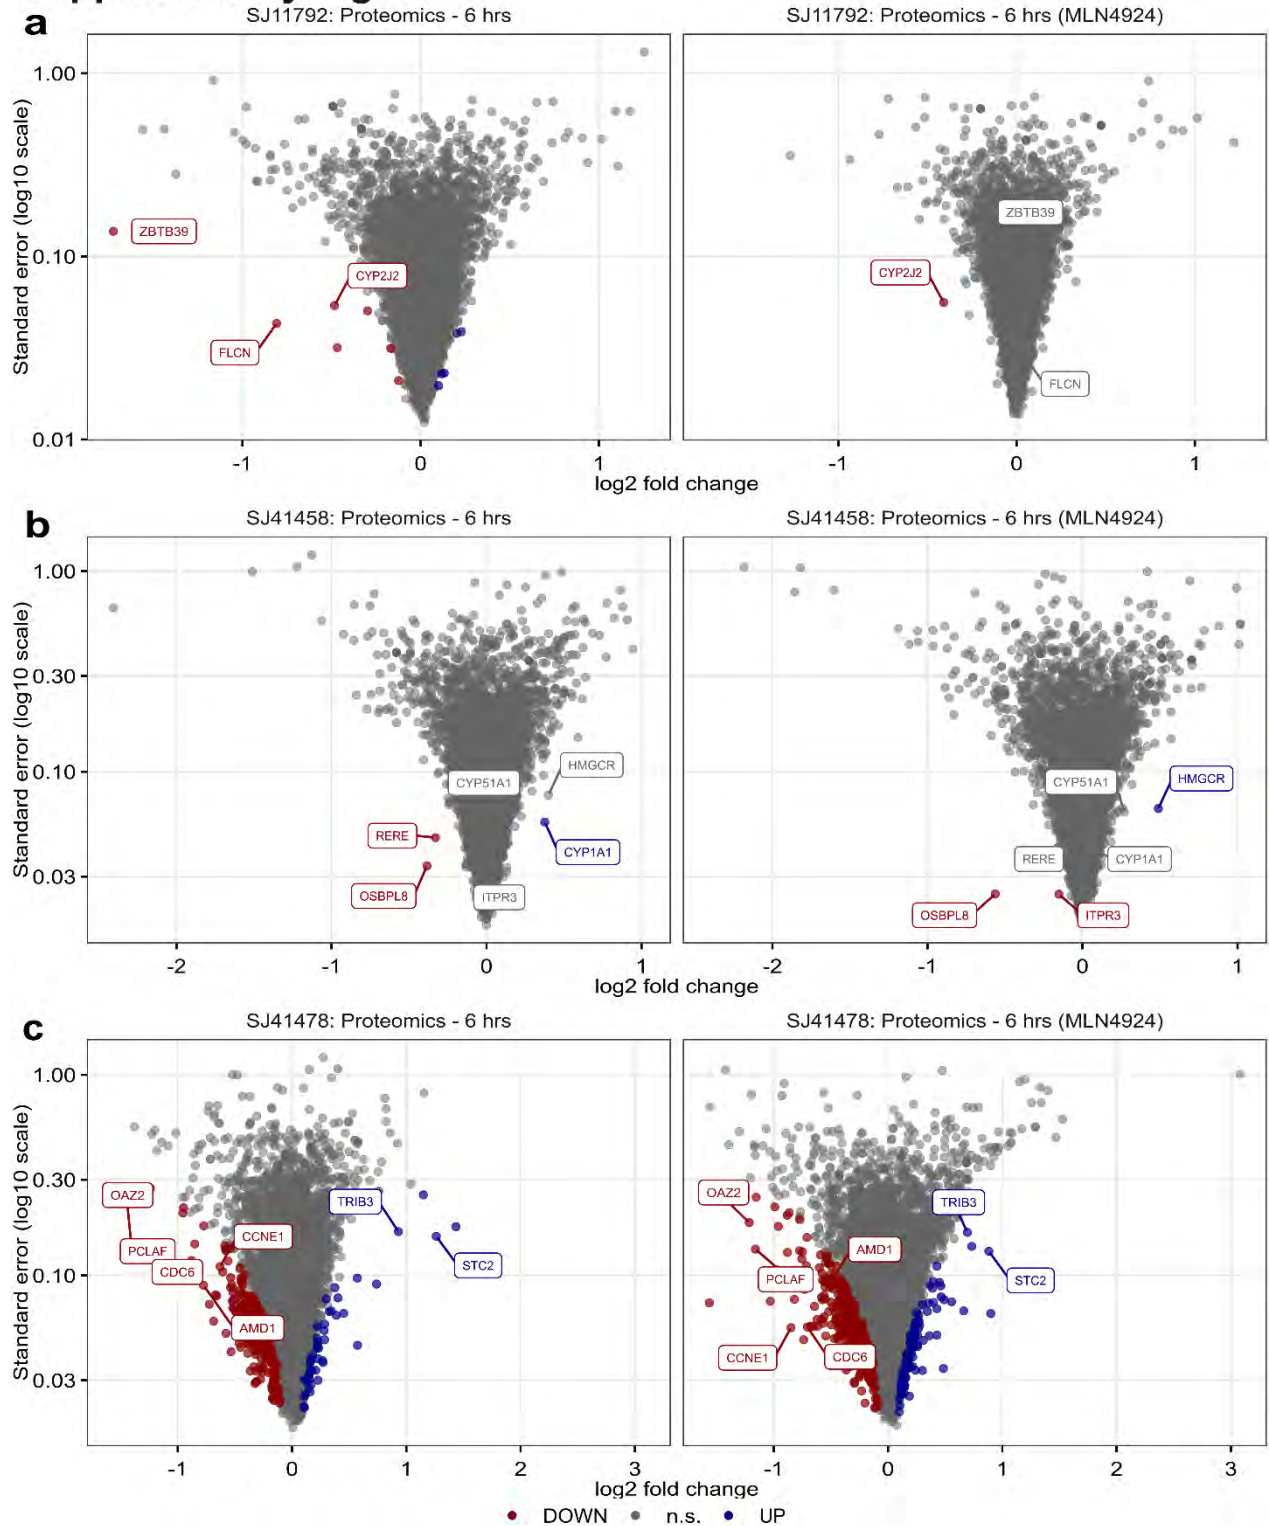 a
SJ11792: Proteomics - 6 hrs
SJ11792: Proteomics - 6 hrs (MLN4924)
Standard error (log10 scale)
1.00
0.10
0.01
ZBTB39
CYP2J2
FLCN
ZBTB39
CYP2J2
FLCN
-1 0 1
-1 0 1
log2 fold change
b
SJ41458: Proteomics - 6 hrs
SJ41458: Proteomics - 6 hrs (MLN4924)
Standard error (log10 scale)
1.00
0.30
0.10
0.03
HMGCR
CYP51A1
RERE
CYP1A1
OSBPL8
ITPR3
HMGCR
CYP51A1
RERE
CYP1A1
OSBPL8
ITPR3
-2 -1 0 1
-2 -1 0 1
log2 fold change
c
SJ41478: Proteomics - 6 hrs
SJ41478: Proteomics - 6 hrs (MLN4924)
Standard error (log10 scale)
1.00
0.30
0.10
0.03
OAZ2
TRIB3
CCNE1
PCLAF
CDC6
STC2
AMD1
OAZ2
TRIB3
AMD1
PCLAF
STC2
CCNE1
CDC6
-1 0 1 2 3
-1 0 1 2 3
log2 fold change
DOWN n.s. UP